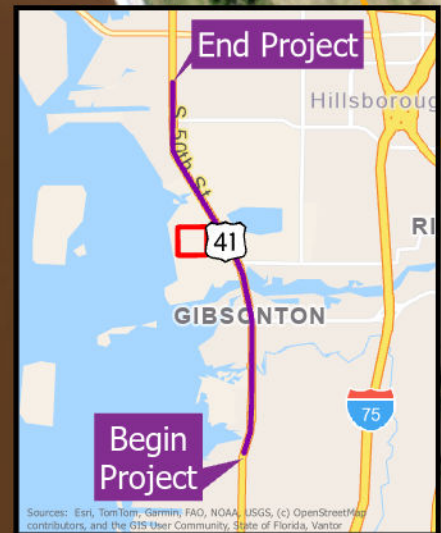 End Project
Hillsboroug
S 50th St
41
RI
GIBSONTON
75
Begin
Project
Sources: Esri, TomTom, Garmin, FAO, NOAA, USGS, (c) OpenStreetMap
contributors, and the GIS User Community, State of Florida, Vantor